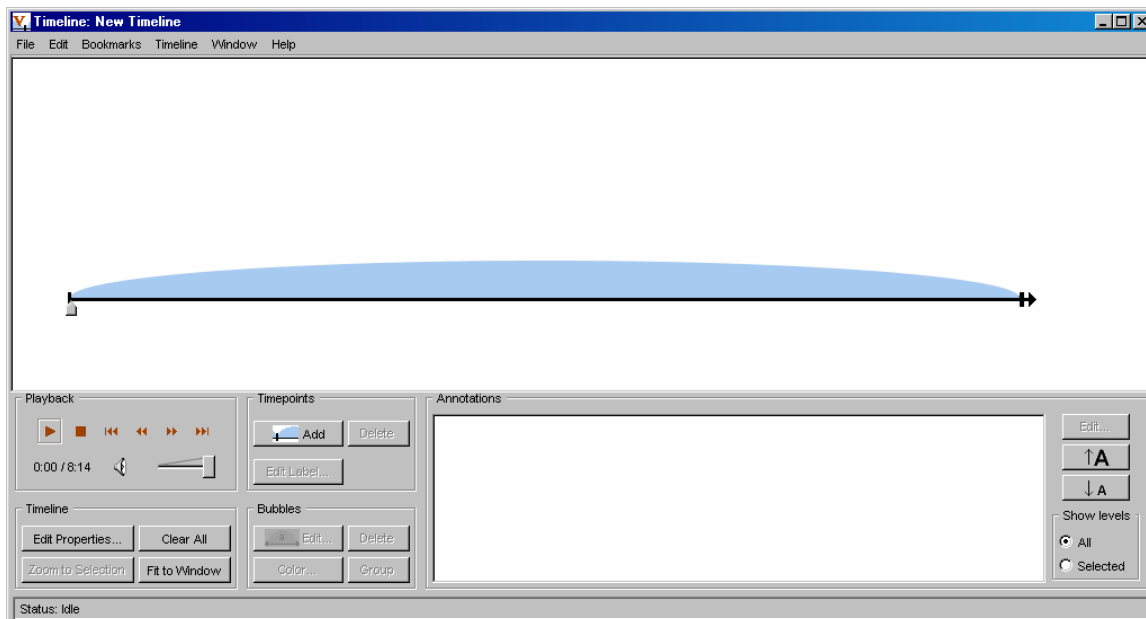 Timeline: New Timeline
File Edit Bookmarks Timeline Window Help
Playback
0:00 / 8:14
Timepoints
Add Delete
Edit Label...
Annotations
Edit...
↑A
↓A
Show levels
All
Selected
Timeline
Edit Properties... Clear All
Zoom to Selection Fit to Window
Bubbles
a Edit... Delete
Color... Group
Status: Idle